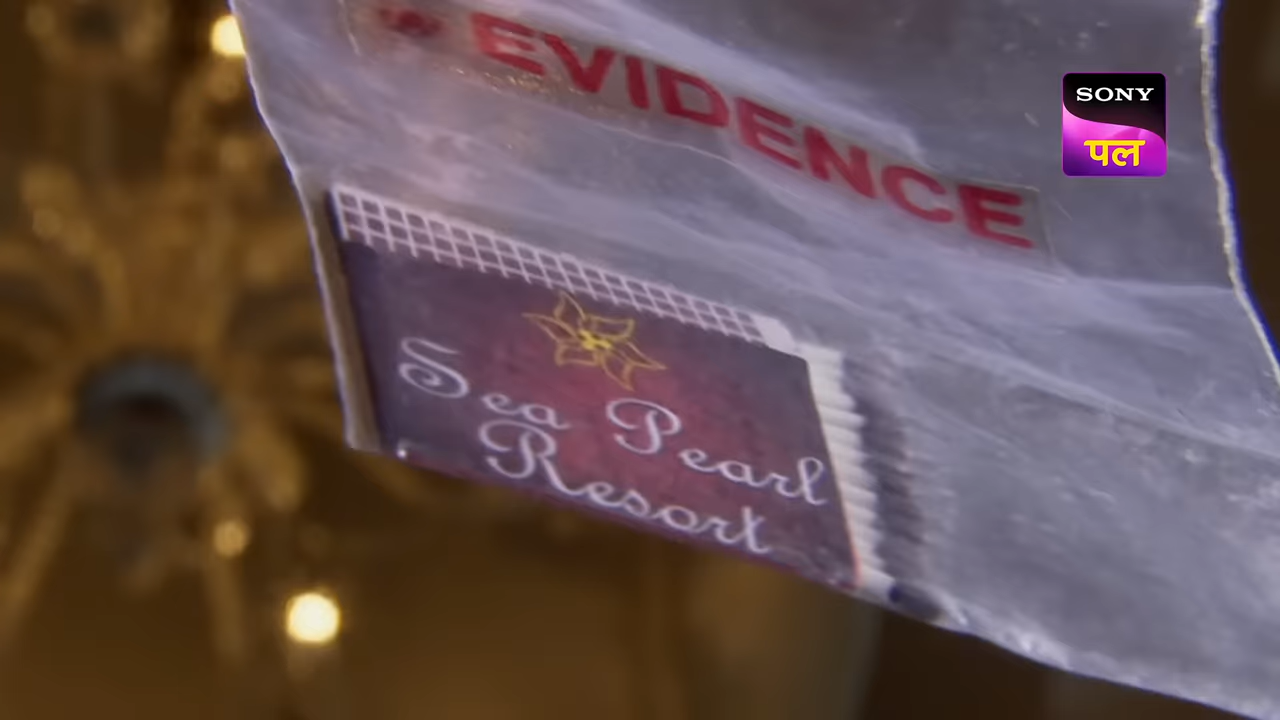 EVIDENCE
SONY
पल
Sea Pearl
Resort